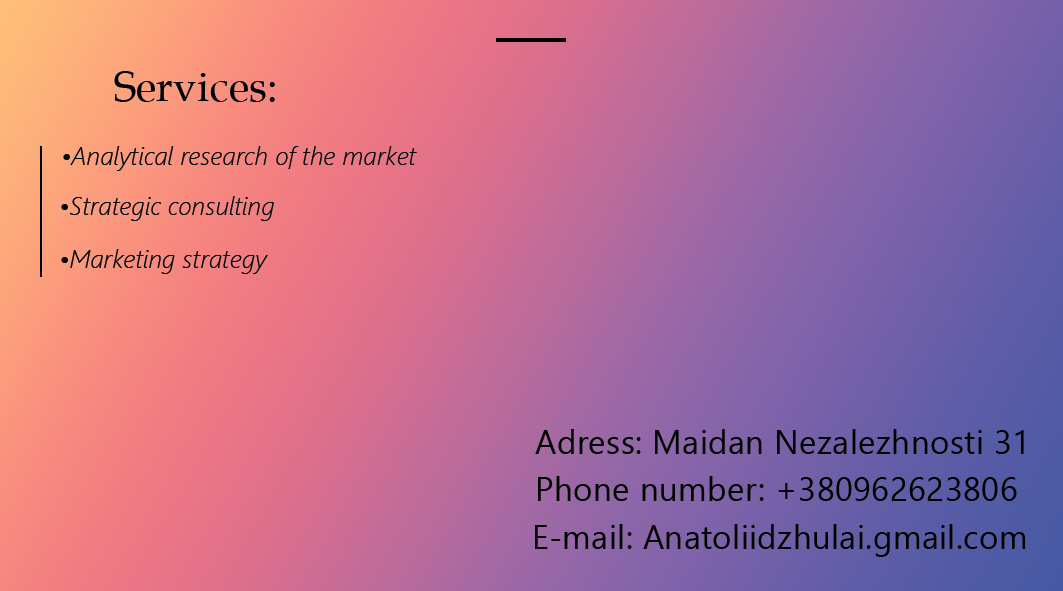 Services:
•Analytical research of the market
•Strategic consulting
•Marketing strategy
Adress: Maidan Nezalezhnosti 31
Phone number: +380962623806
E-mail: Anatoliidzhulai.gmail.com